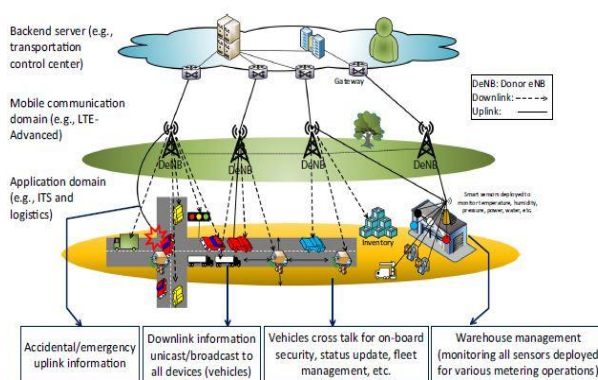 Backend server (e.g.,
transportation
control center)
Gateway
DeNB: Donor eNB
Downlink:
Uplink:
Mobile communication
domain (e.g., LTE-
Advanced)
DeNB
DeNB
DeNB
DeNB
Application domain
(e.g., ITS and
logistics)
Smart sensors deployed to
monitor temperature, humidity,
pressure, power, water, etc.
Inventory
Accidental/emergency
uplink information
Downlink information
unicast/broadcast to
all devices (vehicles)
Vehicles cross talk for on-board
security, status update, fleet
management, etc.
Warehouse management
(monitoring all sensors deployed
for various metering operations)